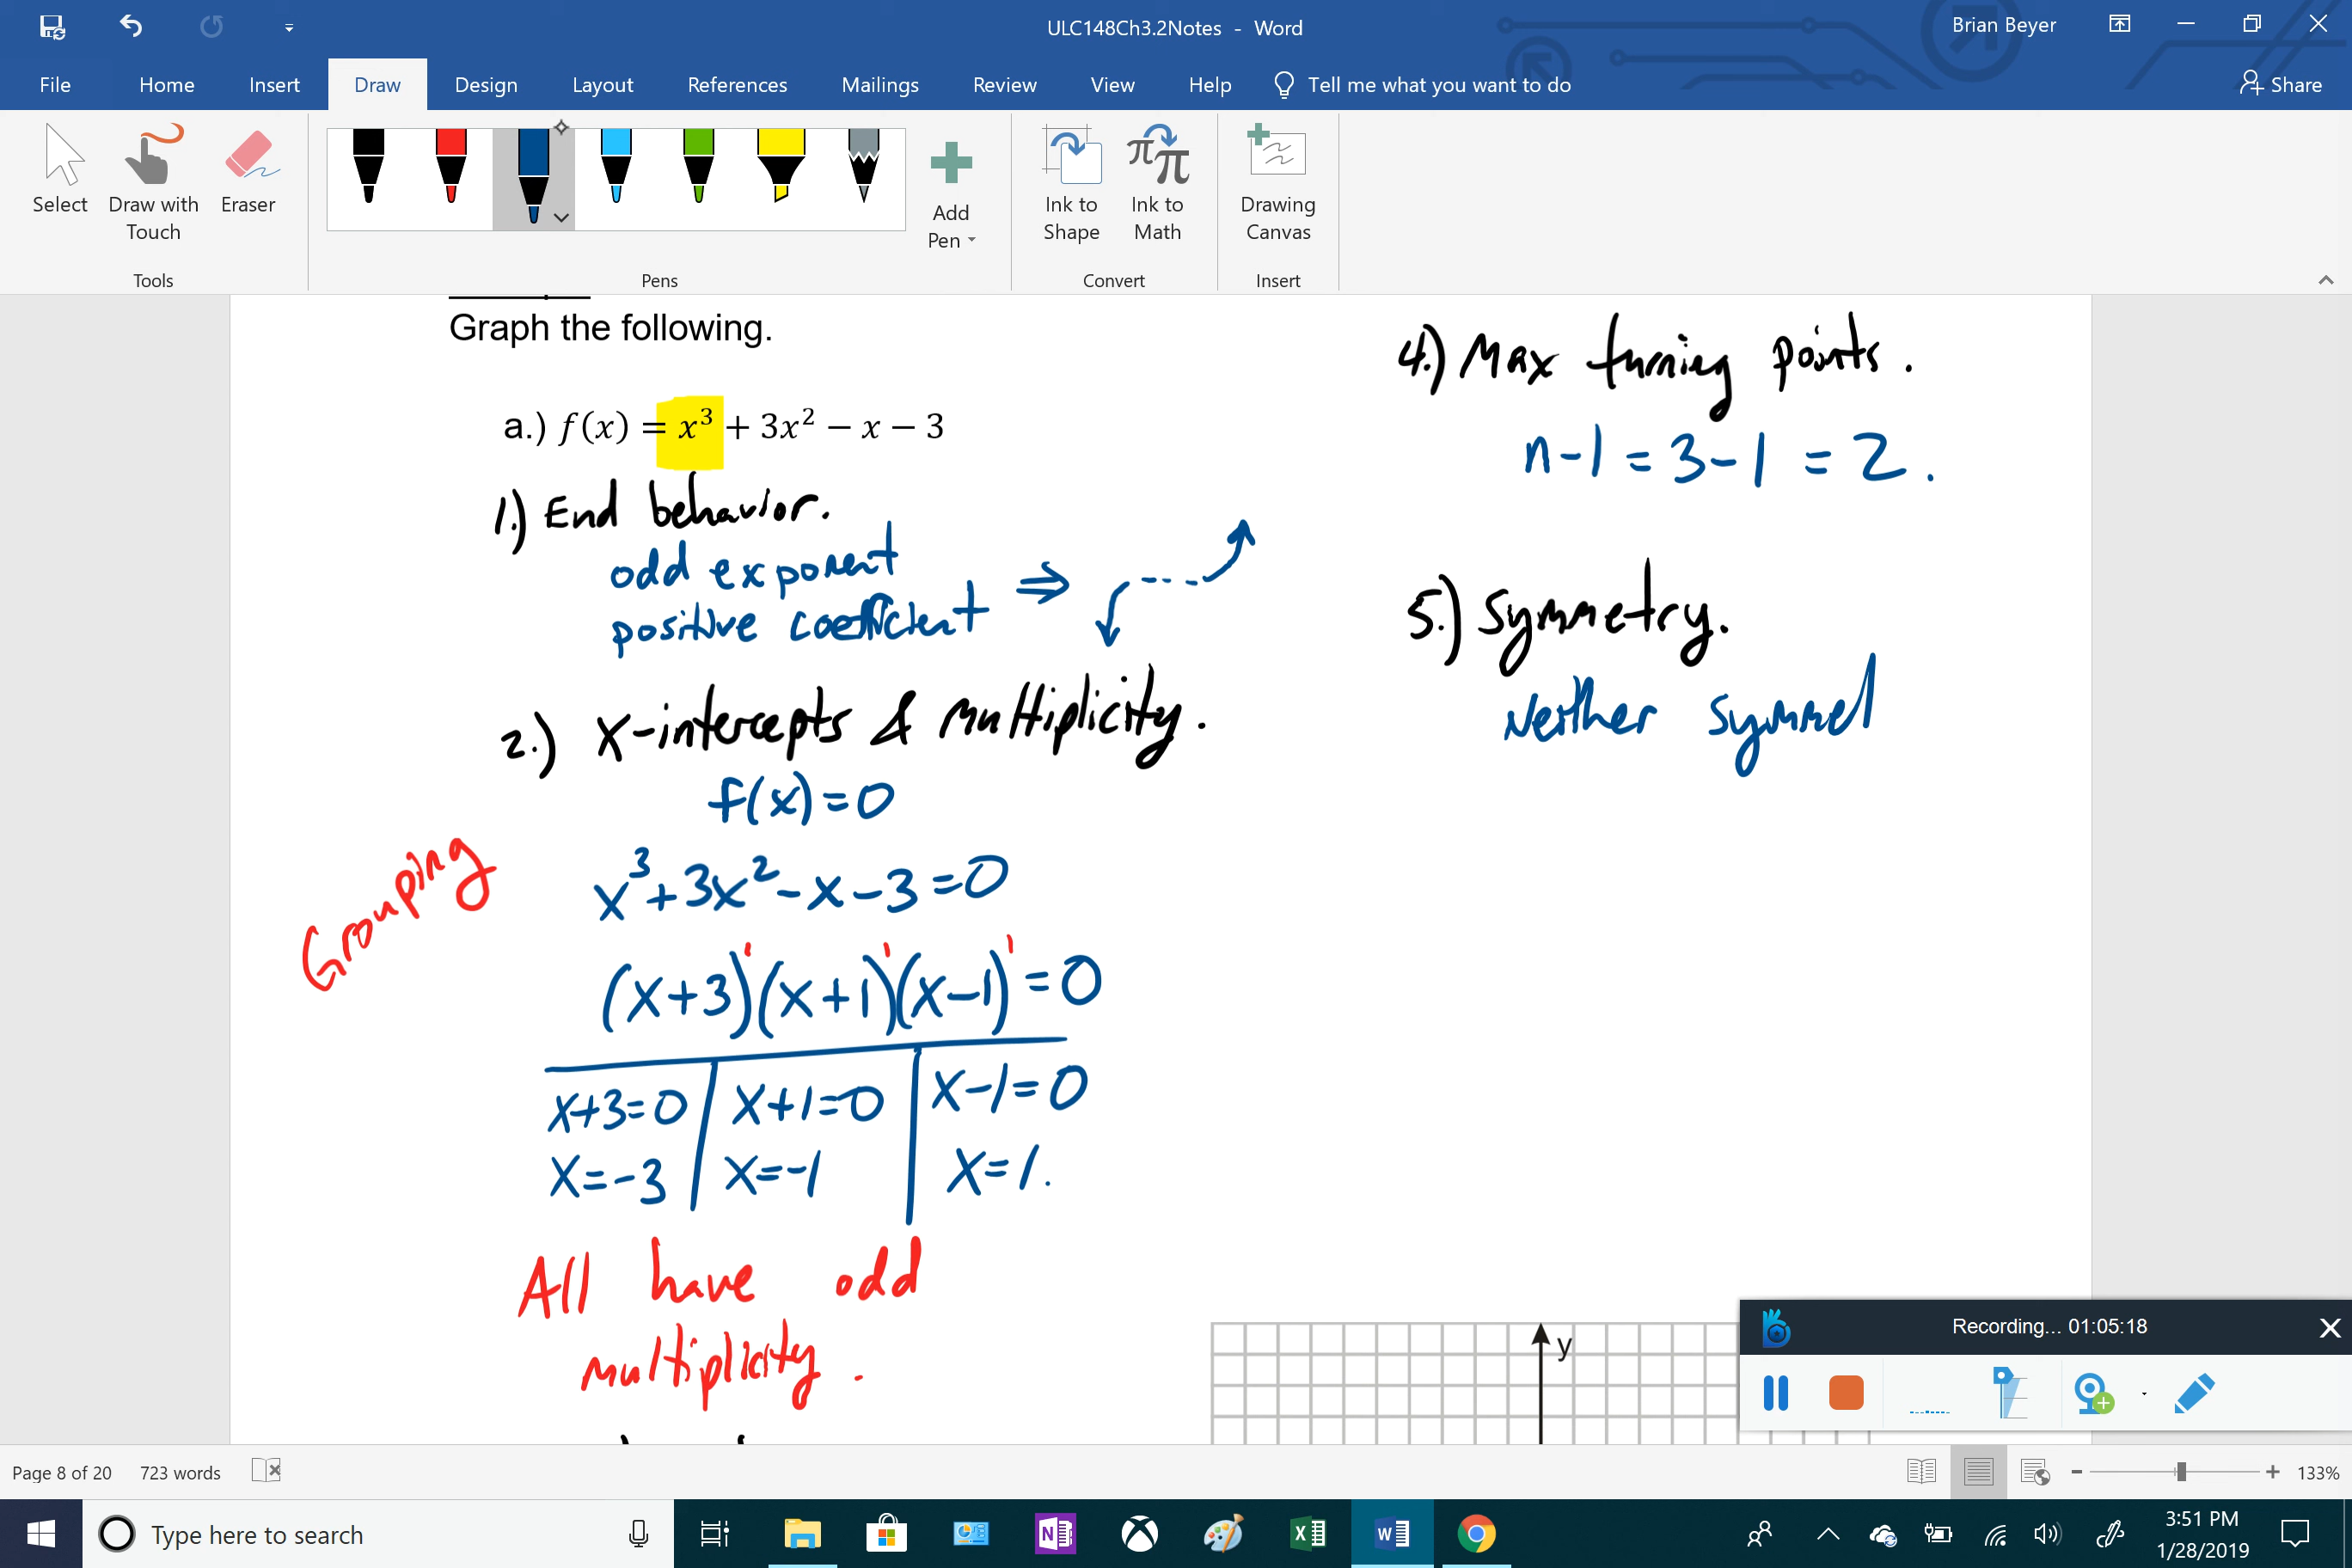 ULC148Ch3.2Notes - Word
Brian Beyer
File Home Insert Draw Design Layout References Mailings Review View Help Tell me what you want to do Share
Select Draw with Touch Eraser
Add Pen
Ink to Shape Ink to Math
Drawing Canvas
Tools Pens Convert Insert
Graph the following.
a.) f(x) = x³ + 3x² − x − 3
1.) End behavior.
odd exponent
positive coefficient ⇒
2.) x-intercepts & multiplicity.
f(x)=0
Grouping
x³+3x²-x-3=0
(x+3)¹(x+1)¹(x-1)¹=0
x+3=0 x+1=0 x-1=0
x=-3 x=-1 x=1.
All have odd
multiplicity.
4.) Max turning points.
n-1 = 3-1 = 2.
5.) Symmetry.
Neither
y
Recording... 01:05:18
Page 8 of 20 723 words 133%
Type here to search
3:51 PM
1/28/2019